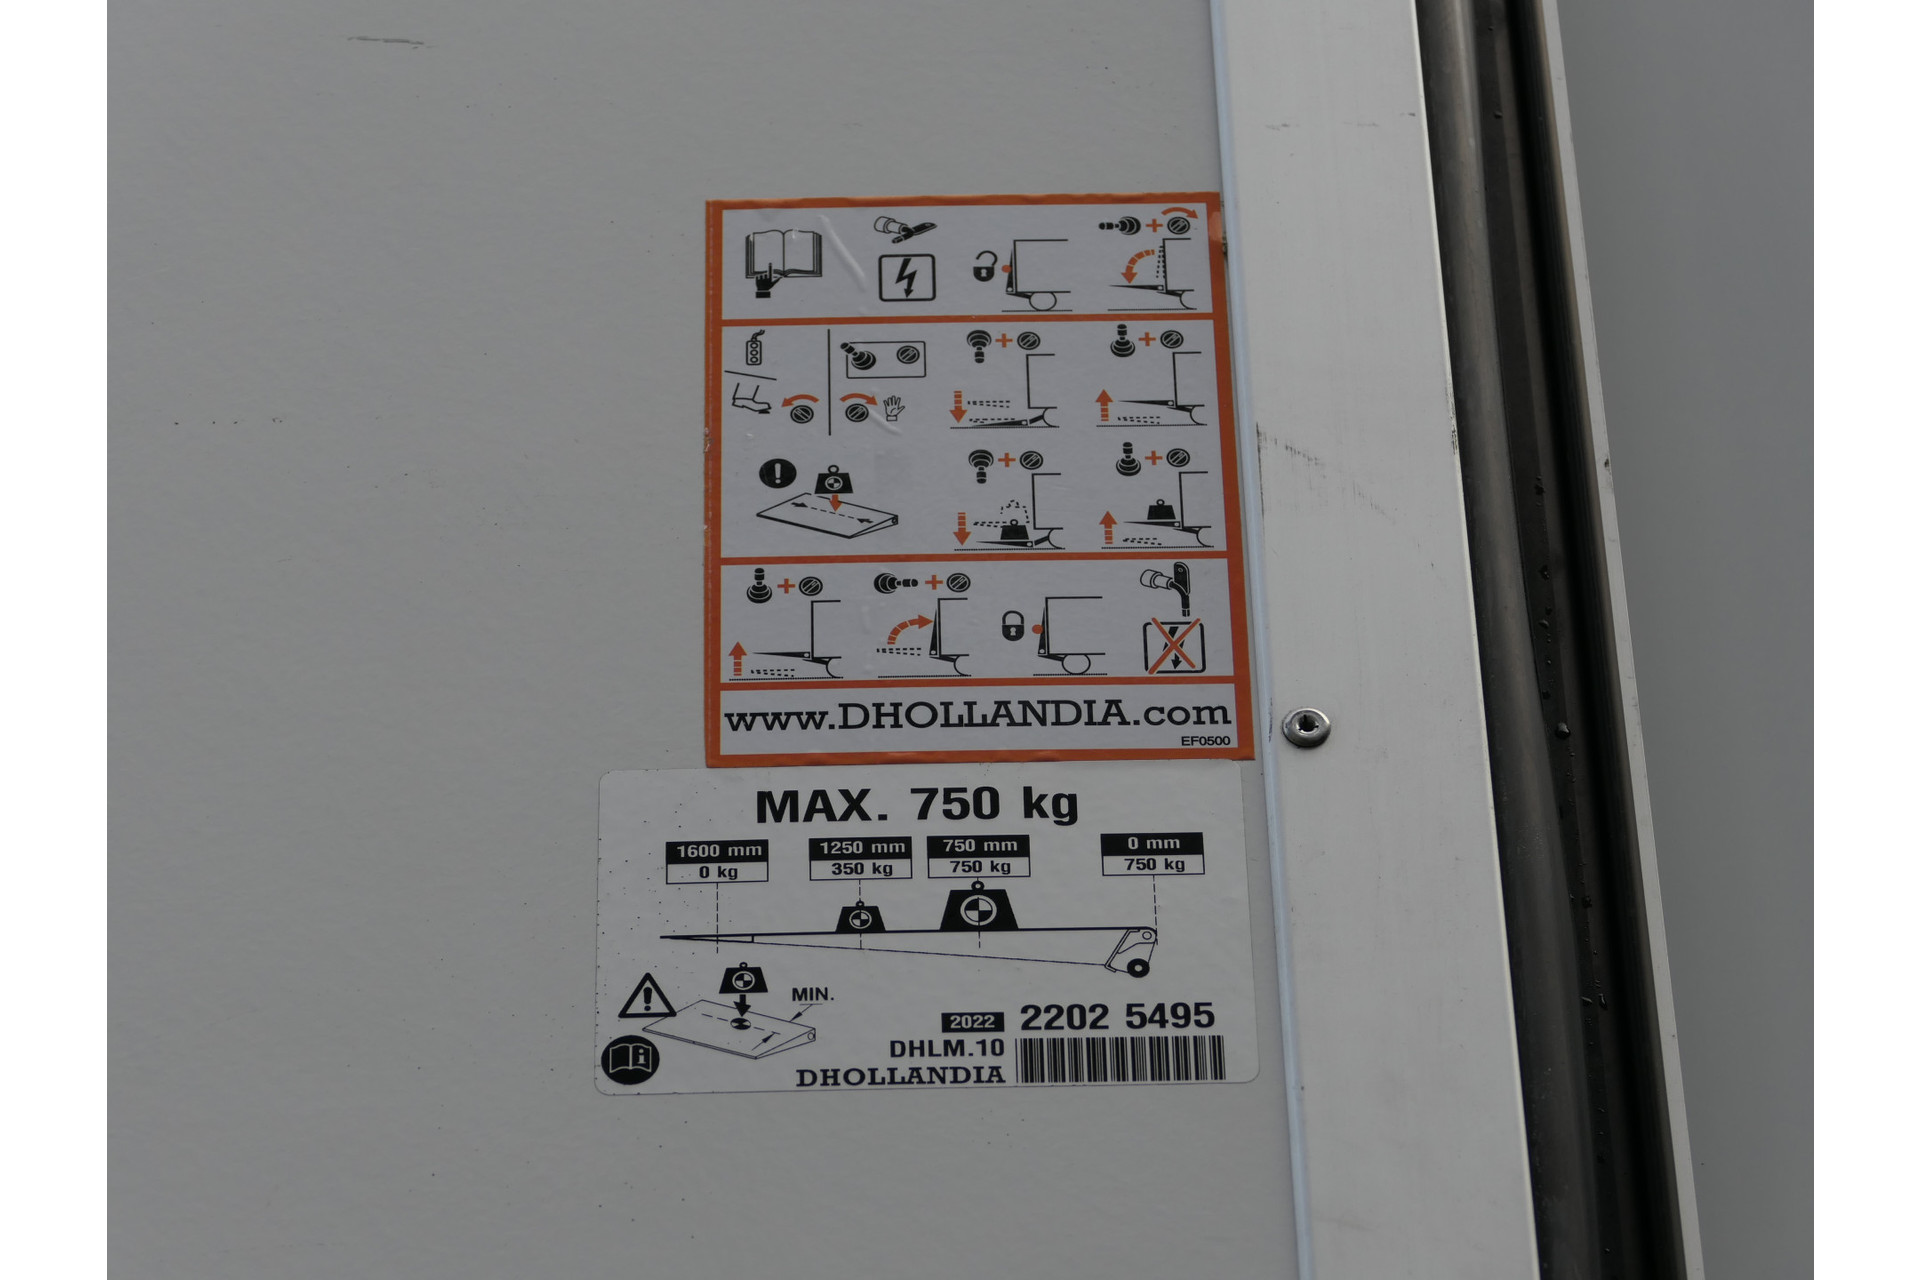 www.DHOLLANDIA.com
EF0500
MAX. 750 kg
1600 mm 1250 mm 750 mm 0 mm
0 kg 350 kg 750 kg 750 kg
MIN.
2022 2202 5495
DHLM.10
DHOLLANDIA